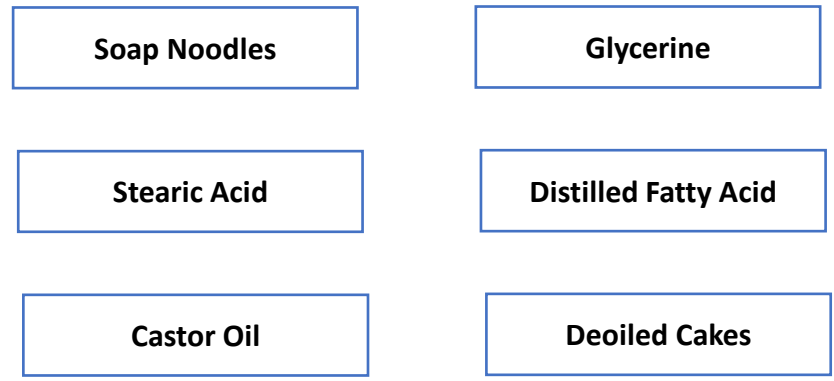 Soap Noodles
Glycerine
Stearic Acid
Distilled Fatty Acid
Castor Oil
Deoiled Cakes